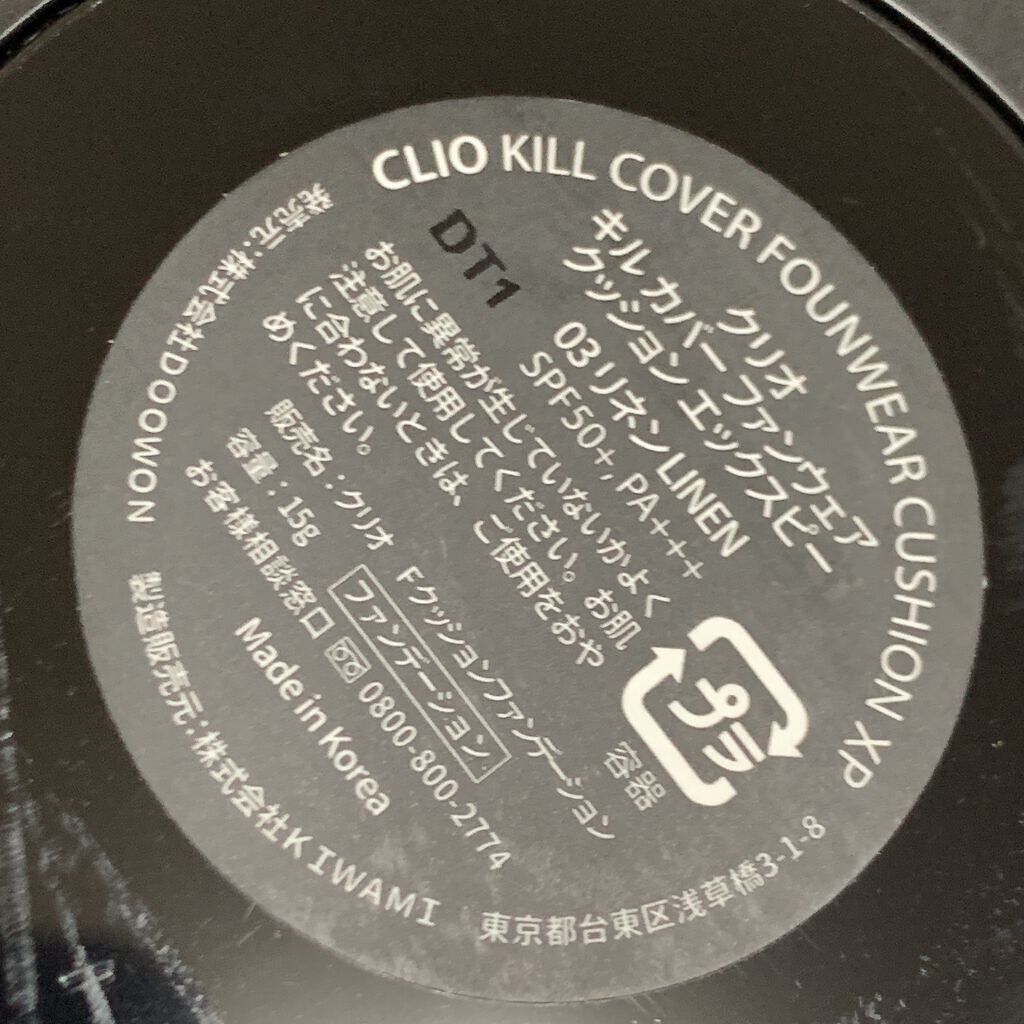 CLIO KILL COVER FOUNWEAR CUSHION XP
クリオ
キル カバー ファンウェア
クッション エックスピー
03 リネン LINEN
SPF50+, PA+++
DT1
お肌に異常が生じていないかよく
注意して使用してください。お肌
に合わないときは、ご使用をおや
めください。
販売名：クリオ Fクッションファンデーション
ファンデーション
容量：15g
お客様相談窓口 0800-800-2774
Made in Korea
プラ
容器
発売元：株式会社DOOWON
製造販売元：株式会社KIWAMI
東京都台東区浅草橋3-1-8